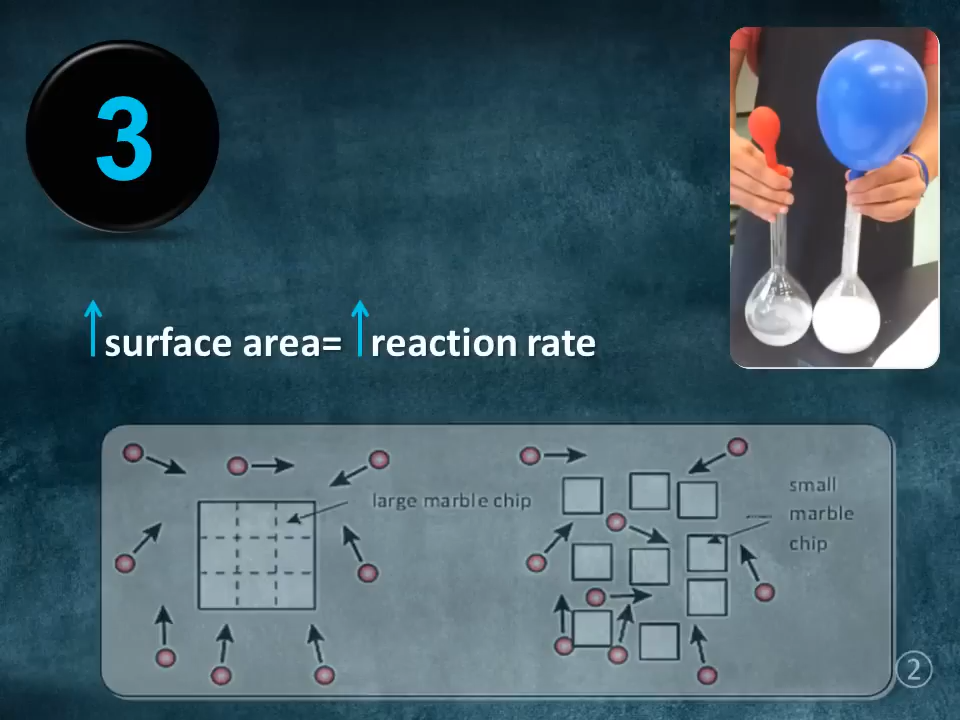 3
↑surface area= ↑reaction rate
large marble chip
small
marble
chip
2